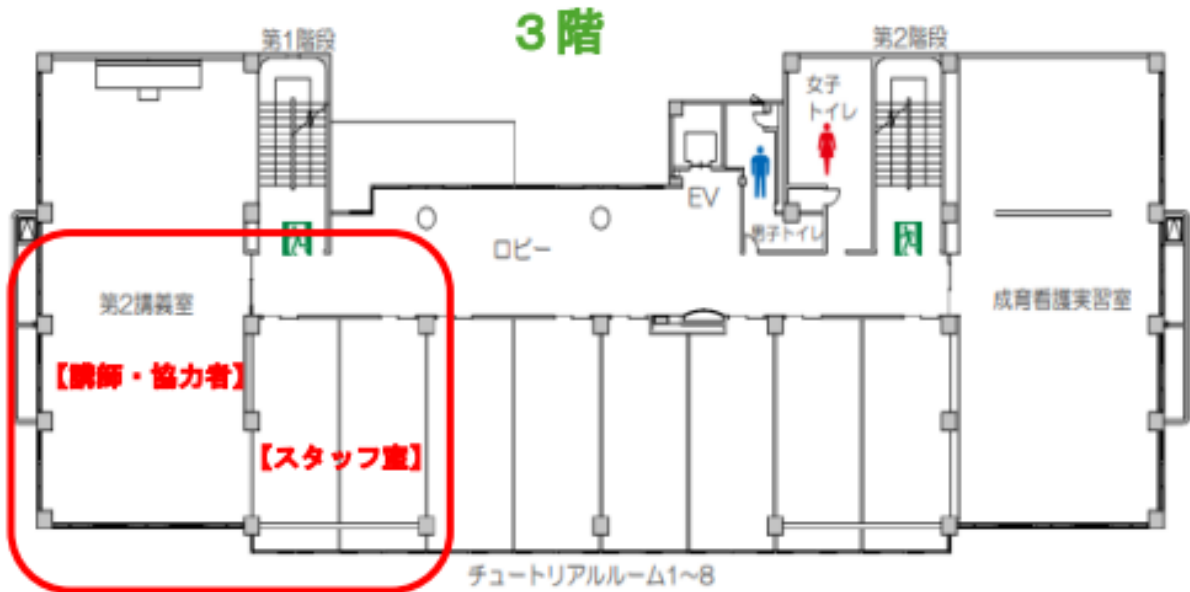 3階
第1階段
第2階段
女子
トイレ
EV
男子トイレ
ロビー
第2講義室
成育看護実習室
【講師・協力者】
【スタッフ室】
チュートリアルルーム1~8